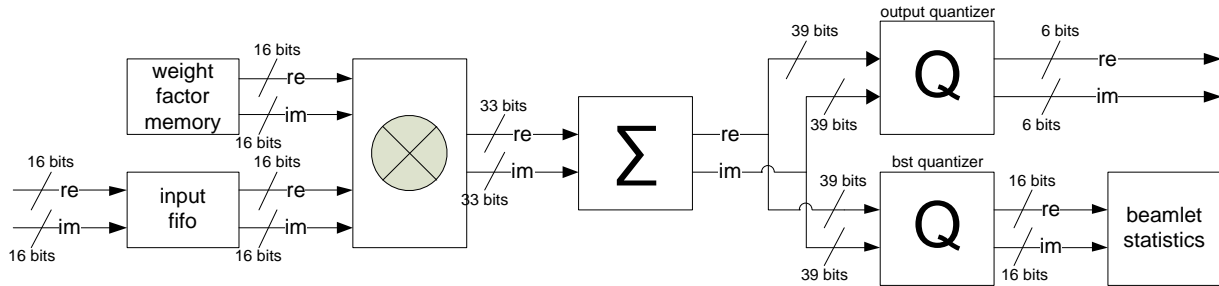 output quantizer
39 bits
6 bits
16 bits
weight
factor
memory
re
Q
re
im
33 bits
39 bits
6 bits
im
16 bits
re
Σ
re
16 bits
16 bits
im
im
bst quantizer
33 bits
re
input
fifo
re
39 bits
16 bits
im
im
Q
re
beamlet
statistics
im
16 bits
16 bits
39 bits
16 bits